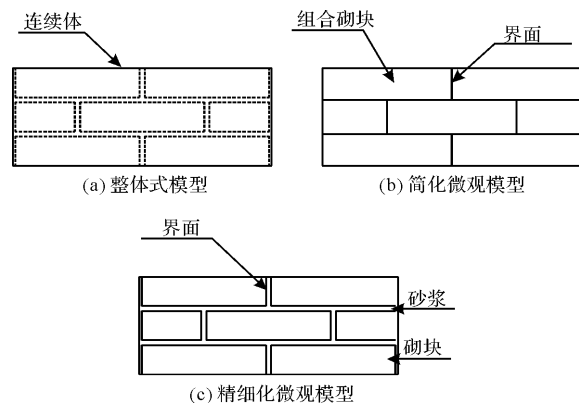 连续体
组合砌块
界面
(a) 整体式模型
(b) 简化微观模型
界面
砂浆
砌块
(c) 精细化微观模型